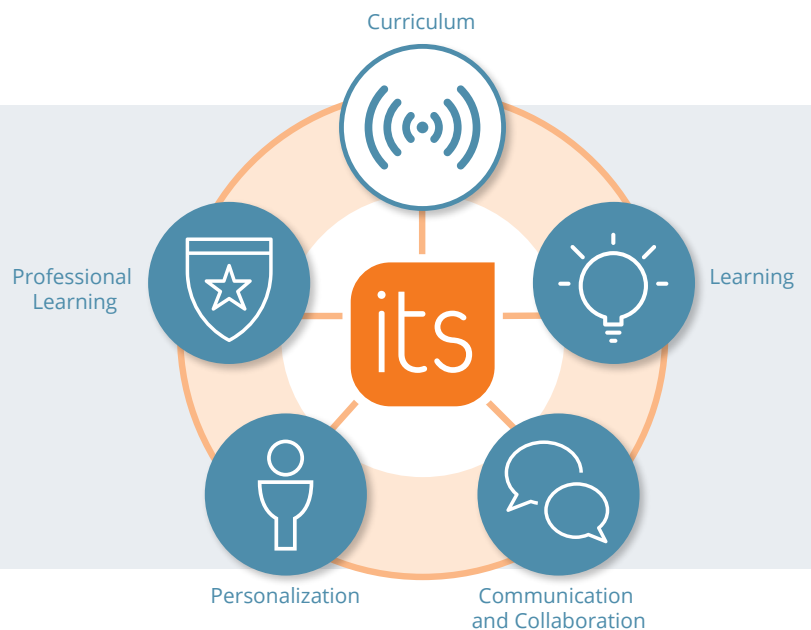 Curriculum
Professional
Learning
Learning
its
Personalization
Communication
and Collaboration